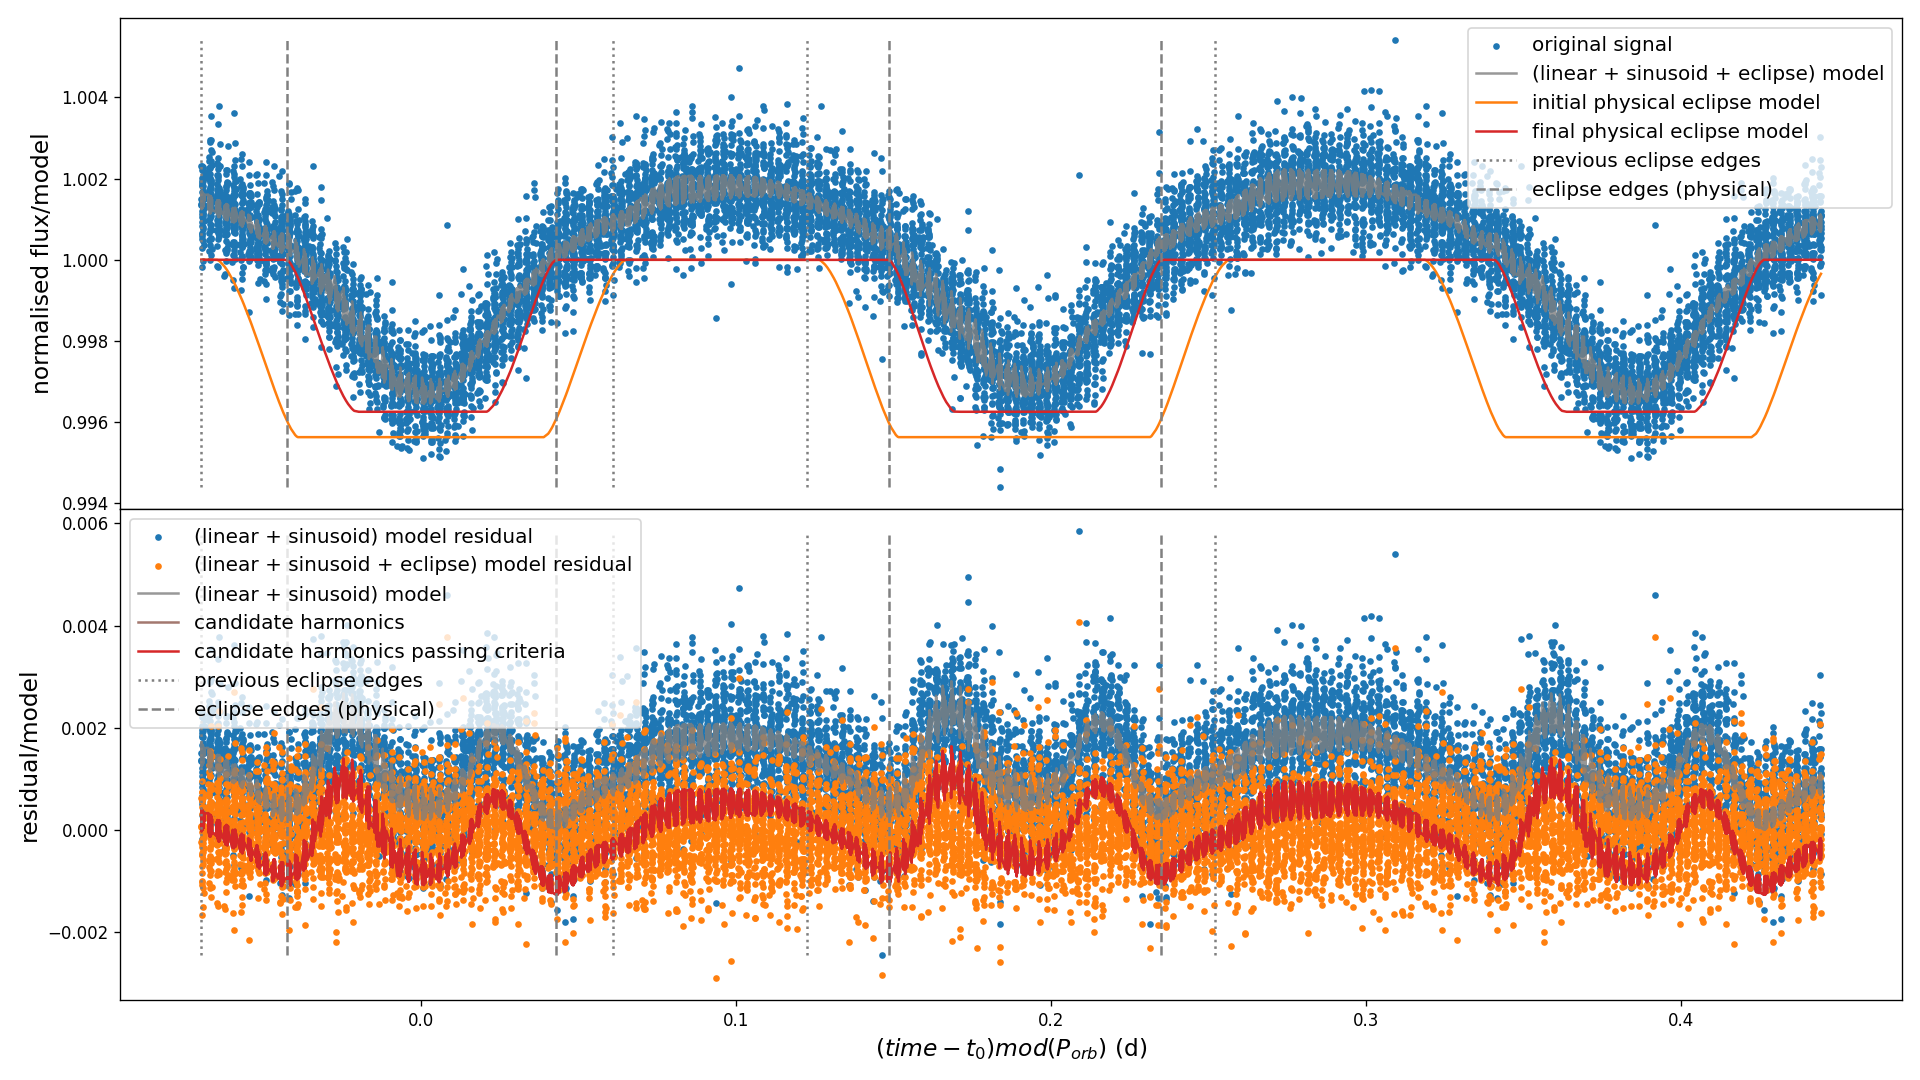 normalised flux/model
1.004
1.002
1.000
0.998
0.996
0.994
original signal
(linear + sinusoid + eclipse) model
initial physical eclipse model
final physical eclipse model
previous eclipse edges
eclipse edges (physical)
residual/model
0.006
0.004
0.002
0.000
−0.002
(linear + sinusoid) model residual
(linear + sinusoid + eclipse) model residual
(linear + sinusoid) model
candidate harmonics
candidate harmonics passing criteria
previous eclipse edges
eclipse edges (physical)
0.0 0.1 0.2 0.3 0.4
(time − t₀)mod(Pₒᵣb) (d)